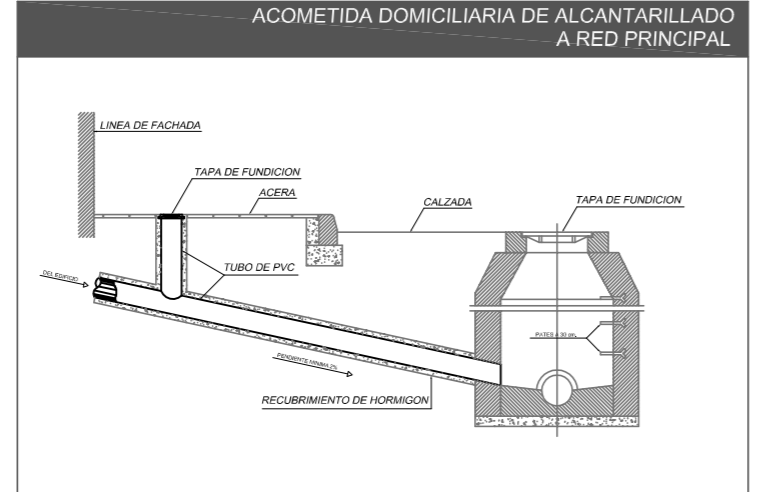 ACOMETIDA DOMICILIARIA DE ALCANTARILLADO
A RED PRINCIPAL
LINEA DE FACHADA
TAPA DE FUNDICION
ACERA
CALZADA
TAPA DE FUNDICION
TUBO DE PVC
DEL EDIFICIO
PATES A 30 cm.
PENDIENTE MINIMA 2%
RECUBRIMIENTO DE HORMIGON